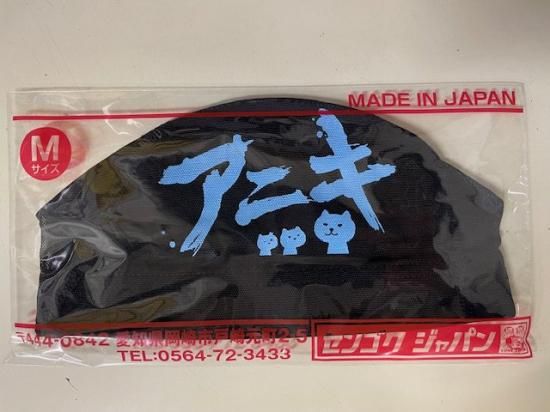 MADE IN JAPAN
M
サイズ
アニキ
〒444-0842 愛知県岡崎市戸崎元町2-5
TEL:0564-72-3433
センゴク ジャパン